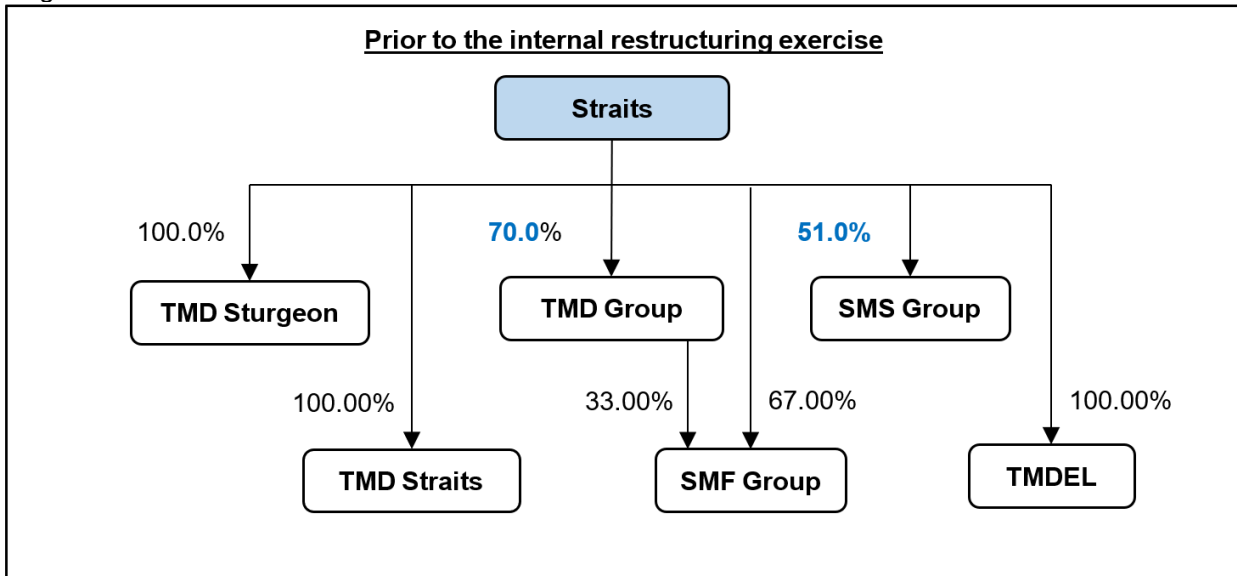 Prior to the internal restructuring exercise
Straits
100.0%
70.0%
51.0%
TMD Sturgeon
TMD Group
SMS Group
100.00%
33.00%
67.00%
100.00%
TMD Straits
SMF Group
TMDEL